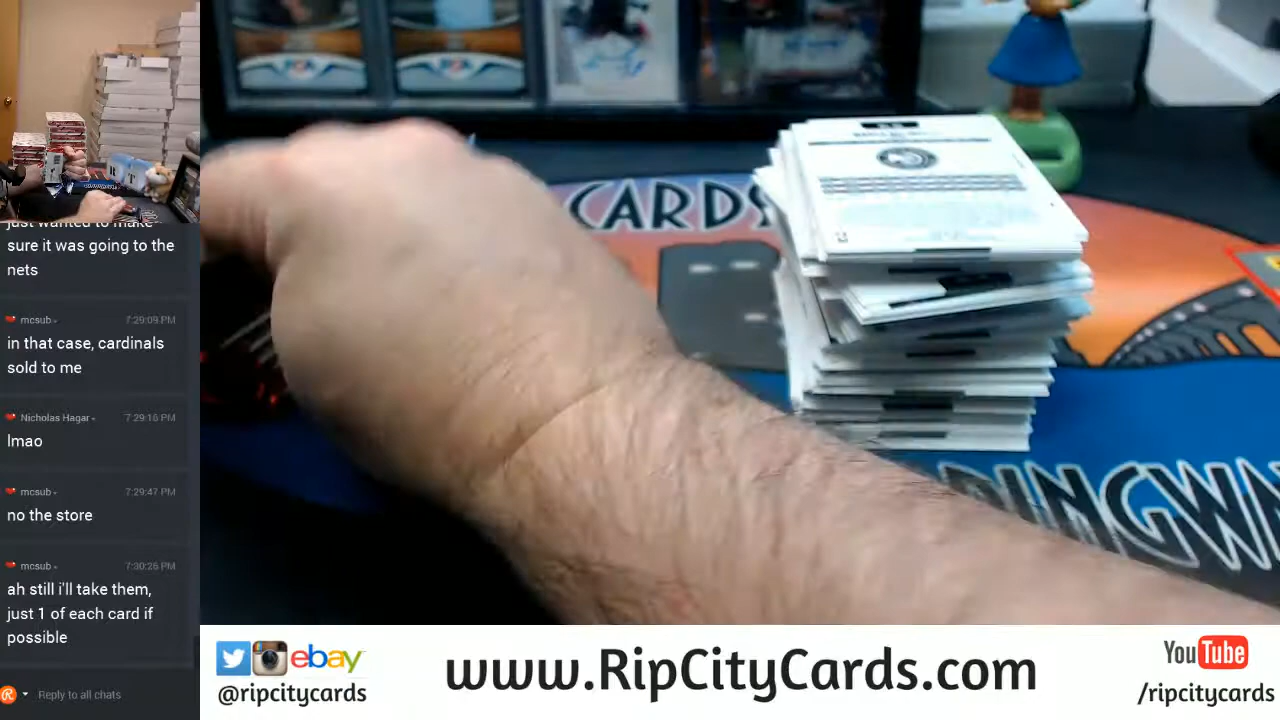 just wanted to make
sure it was going to the
nets
mcsub
7:29:09 PM
in that case, cardinals
sold to me
Nicholas Hagar
7:29:16 PM
lmao
mcsub
7:29:47 PM
no the store
mcsub
7:30:26 PM
ah still i'll take them,
just 1 of each card if
possible
Reply to all chats
CARDS
ebay
@ripcitycards
www.RipCityCards.com
YouTube
/ripcitycards